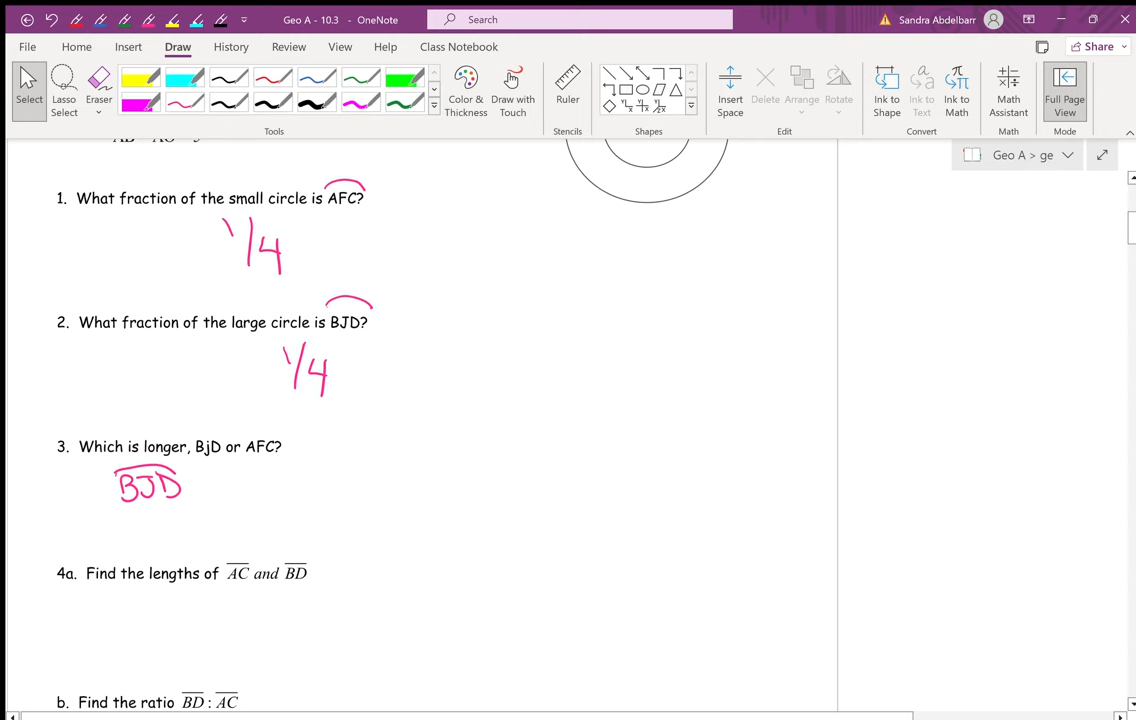 Geo A - 10.3 - OneNote
Search
Sandra Abdelbarr
File Home Insert Draw History Review View Help Class Notebook
Share
Select
Lasso Select
Eraser
Color & Thickness
Draw with Touch
Ruler
Insert Space
Delete
Arrange
Rotate
Ink to Shape
Ink to Text
Ink to Math
Math Assistant
Full Page View
Tools
Stencils
Shapes
Edit
Convert
Math
Mode
Geo A > ge
1. What fraction of the small circle is AFC?
1/4
2. What fraction of the large circle is BJD?
1/4
3. Which is longer, BjD or AFC?
BJD
4a. Find the lengths of AC and BD
b. Find the ratio BD : AC